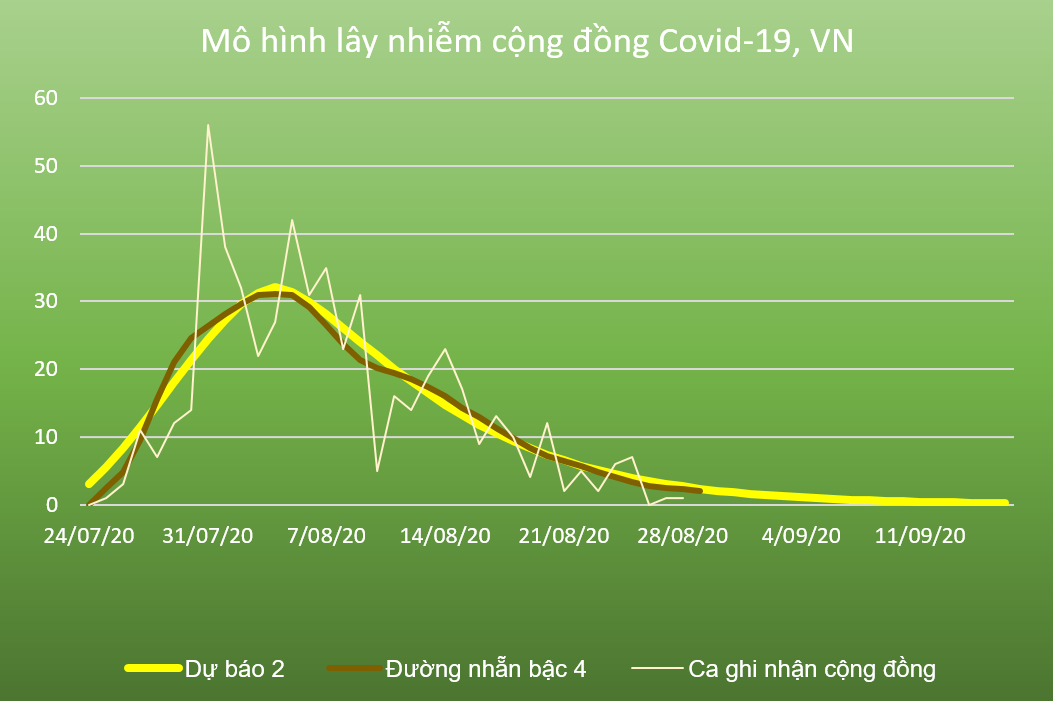 Mô hình lây nhiễm cộng đồng Covid-19, VN
60
50
40
30
20
10
0
24/07/20 31/07/20 7/08/20 14/08/20 21/08/20 28/08/20 4/09/20 11/09/20
Dự báo 2 Đường nhẵn bậc 4 Ca ghi nhận cộng đồng